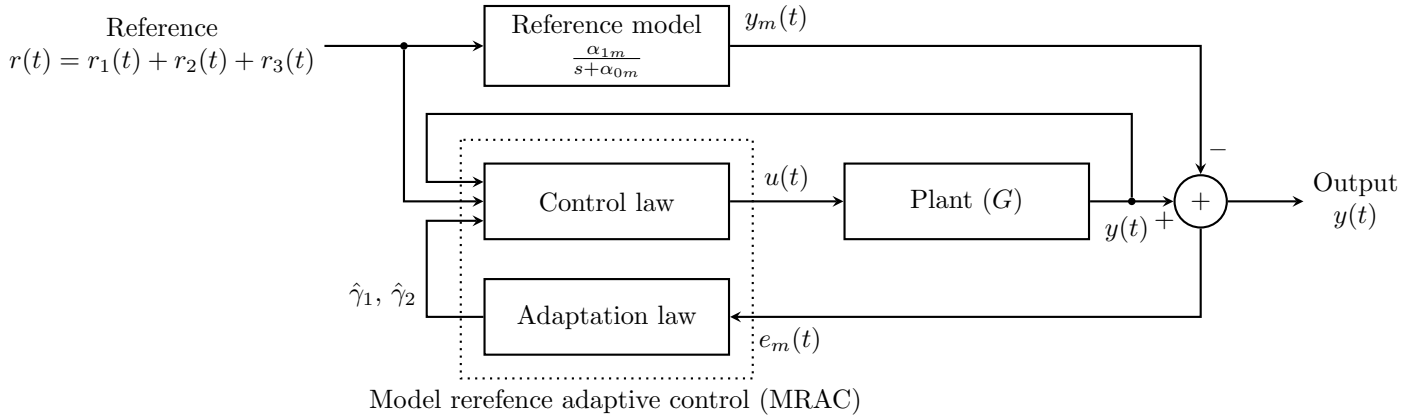 Reference
r(t) = r₁(t) + r₂(t) + r₃(t)
Reference model
α₁ₘ
s+α₀ₘ
yₘ(t)
−
Control law
u(t)
Plant (G)
y(t)
+
+
Output
y(t)
γ̂₁, γ̂₂
Adaptation law
eₘ(t)
Model rerefence adaptive control (MRAC)